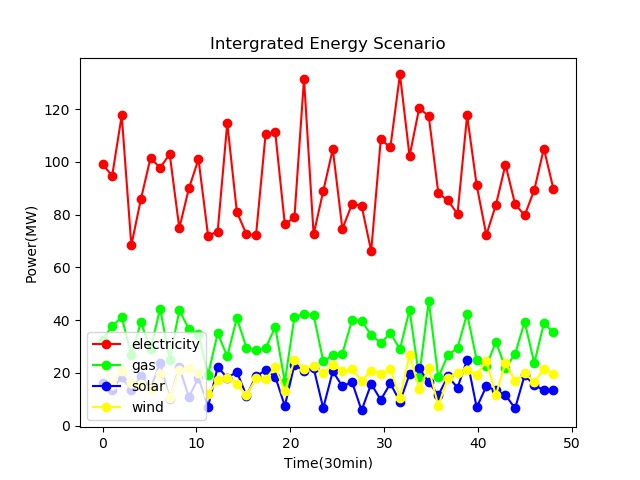 Intergrated Energy Scenario
Power(MW)
120
100
80
60
40
20
0
electricity
gas
solar
wind
0 10 20 30 40 50
Time(30min)